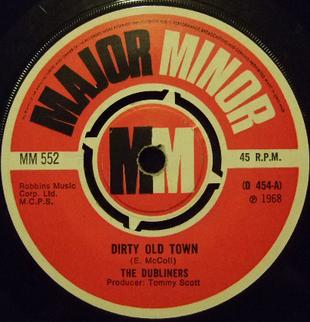 MAJOR MINOR
MM 552
45 R.P.M.
MM
Robbins Music
Corp. Ltd.
M.C.P.S.
(D 454-A)
℗ 1968
DIRTY OLD TOWN
(E. McColl)
THE DUBLINERS
Producer: Tommy Scott